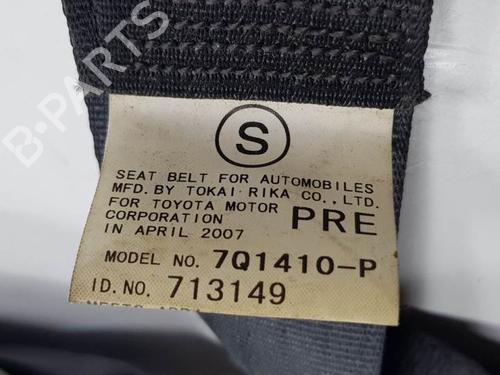 B-PARTS
S
SEAT BELT FOR AUTOMOBILES
MFD. BY TOKAI RIKA CO., LTD.
FOR TOYOTA MOTOR
CORPORATION PRE
IN APRIL 2007
MODEL NO. 7Q1410-P
I D. NO. 713149